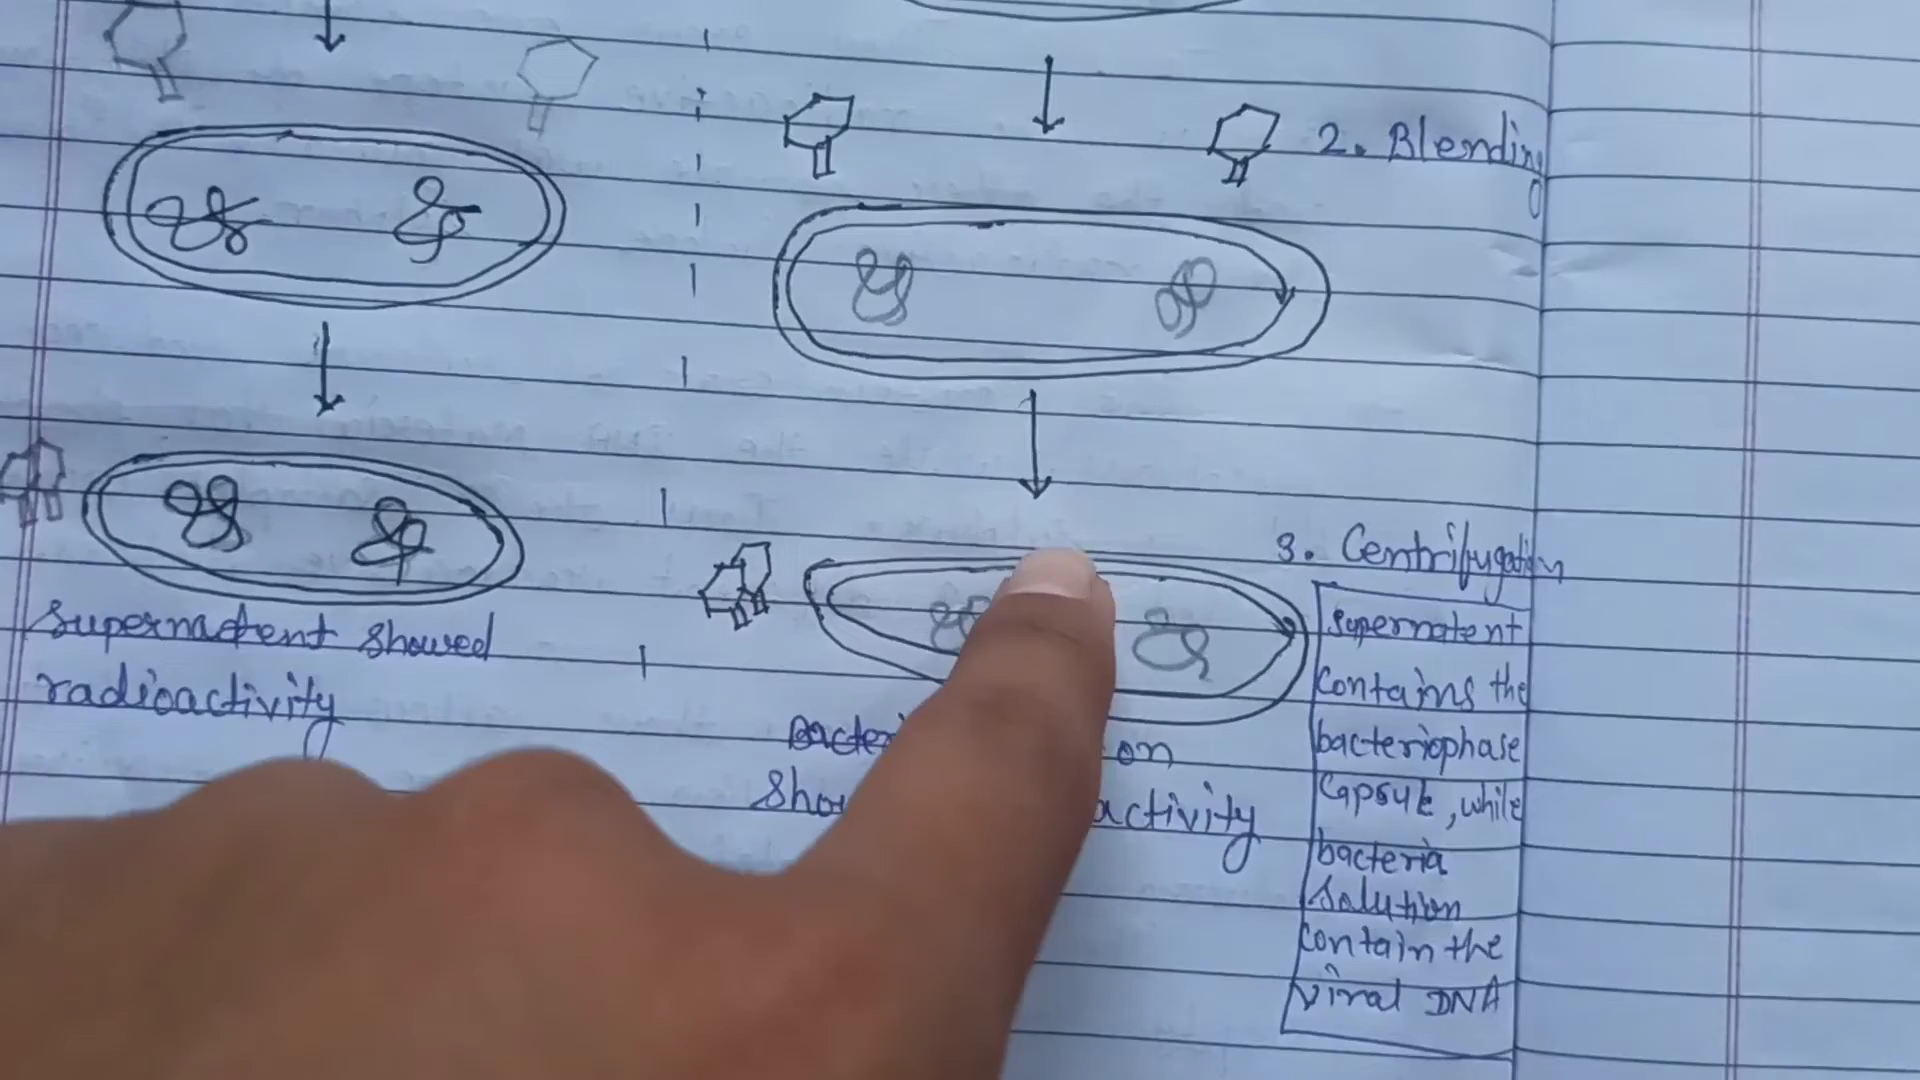 2. Blending
3. Centrifugation
supernatent showed
radioactivity
on
activity
supernatent
contains the
bacteriophase
Capsule, while
bacteria
solution
contain the
viral DNA